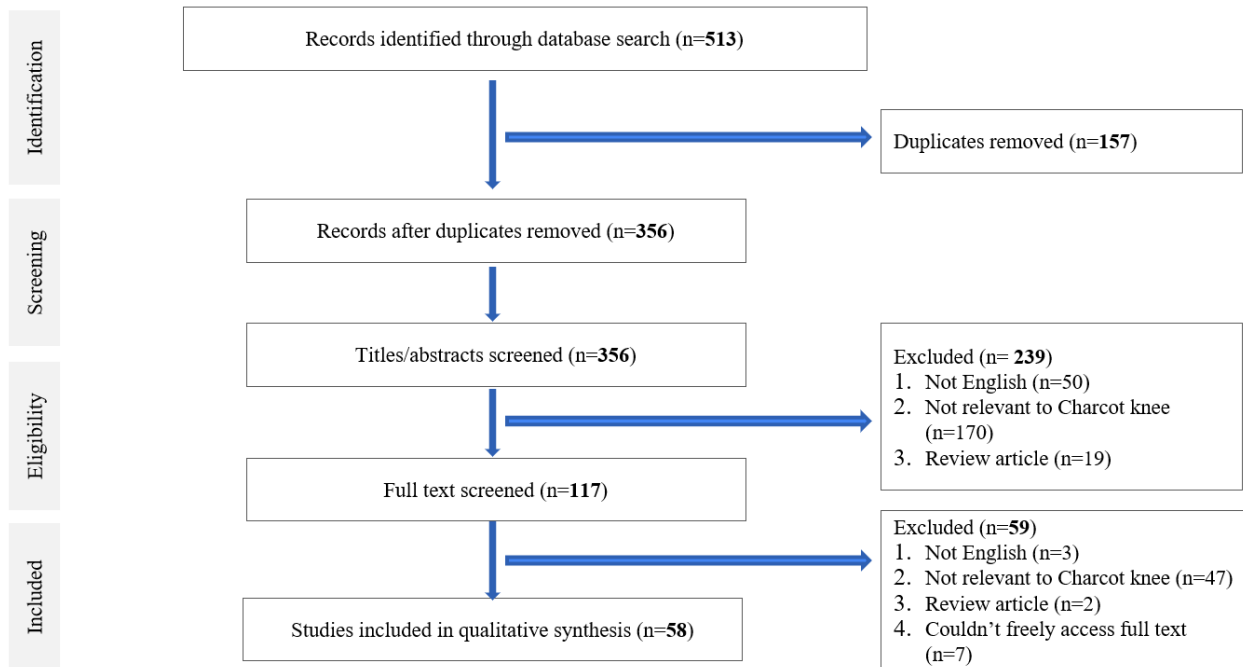 Identification
Records identified through database search (n=513)
Duplicates removed (n=157)
Screening
Records after duplicates removed (n=356)
Titles/abstracts screened (n=356)
Eligibility
Excluded (n= 239)
1. Not English (n=50)
2. Not relevant to Charcot knee
(n=170)
3. Review article (n=19)
Full text screened (n=117)
Included
Excluded (n=59)
1. Not English (n=3)
2. Not relevant to Charcot knee (n=47)
3. Review article (n=2)
4. Couldn’t freely access full text
(n=7)
Studies included in qualitative synthesis (n=58)